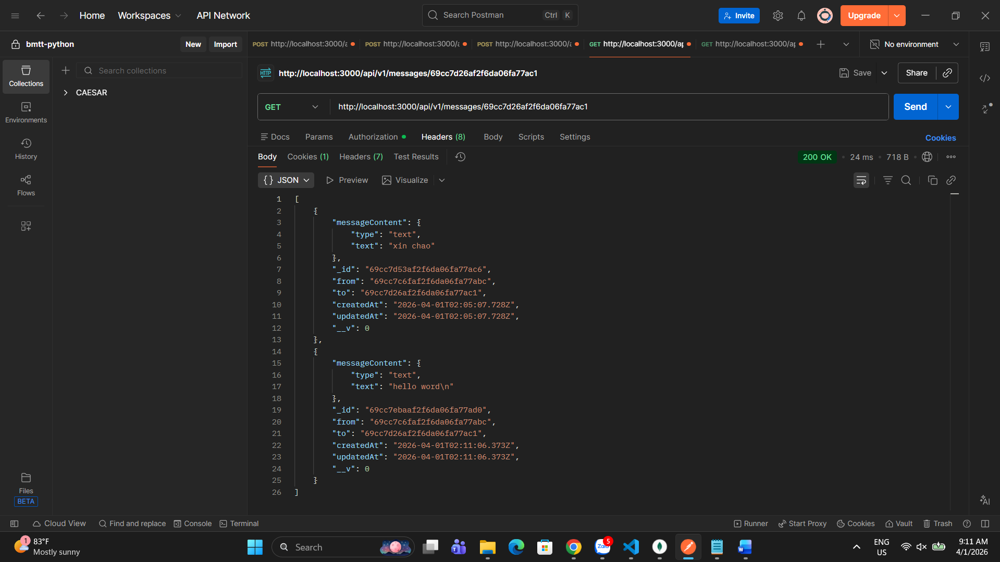 Home Workspaces API Network
Search Postman Ctrl K
Invite Upgrade
bmtt-python New Import
POST http://localhost:3000/a
POST http://localhost:3000/a
POST http://localhost:3000/a
GET http://localhost:3000/ap
GET http://localhost:3000/ap
No environment
Collections
Environments
History
Flows
Files
BETA
Search collections
CAESAR
HTTP http://localhost:3000/api/v1/messages/69cc7d26af2f6da06fa77ac1
Save Share
GET http://localhost:3000/api/v1/messages/69cc7d26af2f6da06fa77ac1 Send
Docs Params Authorization Headers (8) Body Scripts Settings Cookies
Body Cookies (1) Headers (7) Test Results 200 OK 24 ms 718 B
{} JSON Preview Visualize
1 [
2 {
3 "messageContent": {
4 "type": "text",
5 "text": "xin chao"
6 },
7 "_id": "69cc7d53af2f6da06fa77ac6",
8 "from": "69cc7c6faf2f6da06fa77abc",
9 "to": "69cc7d26af2f6da06fa77ac1",
10 "createdAt": "2026-04-01T02:05:07.728Z",
11 "updatedAt": "2026-04-01T02:05:07.728Z",
12 "__v": 0
13 },
14 {
15 "messageContent": {
16 "type": "text",
17 "text": "hello word\n"
18 },
19 "_id": "69cc7ebaaf2f6da06fa77ad0",
20 "from": "69cc7c6faf2f6da06fa77abc",
21 "to": "69cc7d26af2f6da06fa77ac1",
22 "createdAt": "2026-04-01T02:11:06.373Z",
23 "updatedAt": "2026-04-01T02:11:06.373Z",
24 "__v": 0
25 }
26 ]
AI
Cloud View Find and replace Console Terminal
Runner Start Proxy Cookies Vault Trash
1 83°F
Mostly sunny
Search
Zalo 5
ENG
US
9:11 AM
4/1/2026